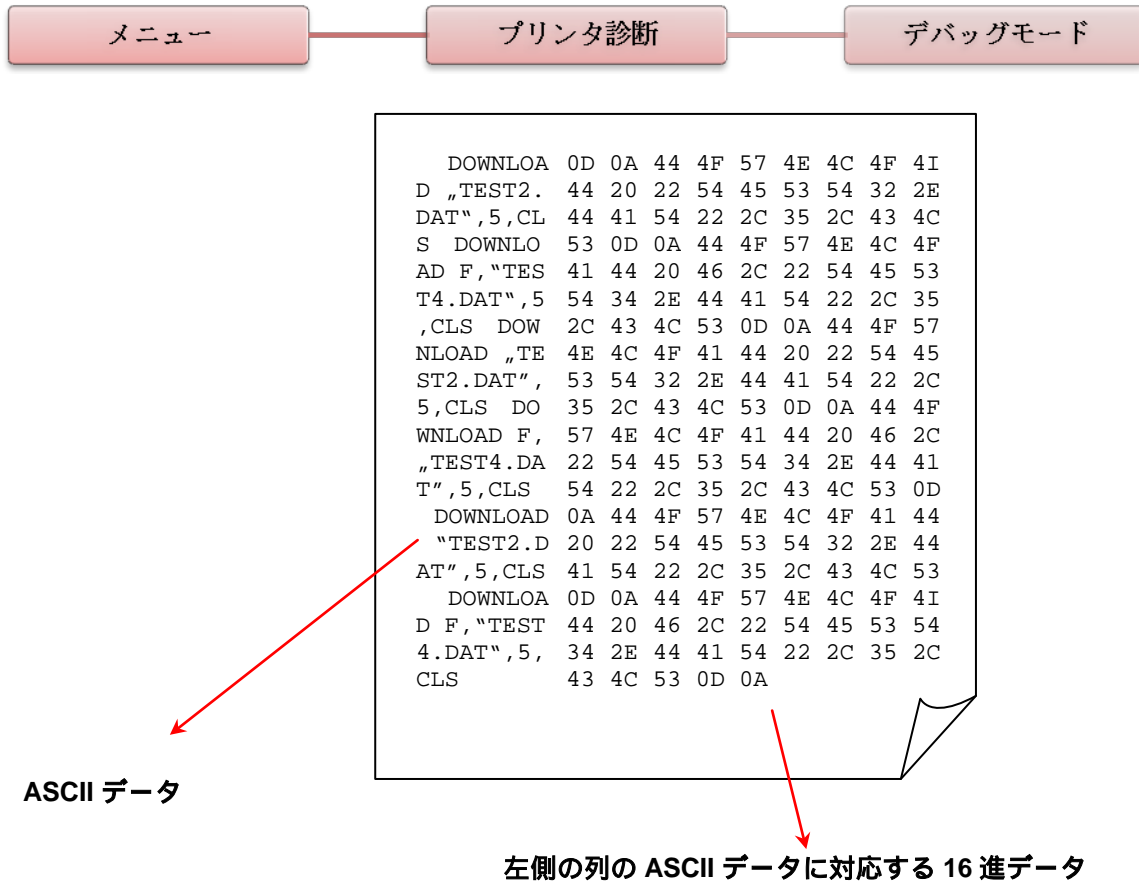 メニュー プリンタ診断 デバッグモード
DOWNLOA 0D 0A 44 4F 57 4E 4C 4F 4I
D „TEST2. 44 20 22 54 45 53 54 32 2E
DAT‟,5,CL 44 41 54 22 2C 35 2C 43 4C
S DOWNLO 53 0D 0A 44 4F 57 4E 4C 4F
AD F,‟TES 41 44 20 46 2C 22 54 45 53
T4.DAT‟,5 54 34 2E 44 41 54 22 2C 35
,CLS DOW 2C 43 4C 53 0D 0A 44 4F 57
NLOAD „TE 4E 4C 4F 41 44 20 22 54 45
ST2.DAT”, 53 54 32 2E 44 41 54 22 2C
5,CLS DO 35 2C 43 4C 53 0D 0A 44 4F
WNLOAD F, 57 4E 4C 4F 41 44 20 46 2C
„TEST4.DA 22 54 45 53 54 34 2E 44 41
T”,5,CLS 54 22 2C 35 2C 43 4C 53 0D
DOWNLOAD 0A 44 4F 57 4E 4C 4F 41 44
‟TEST2.D 20 22 54 45 53 54 32 2E 44
AT”,5,CLS 41 54 22 2C 35 2C 43 4C 53
DOWNLOA 0D 0A 44 4F 57 4E 4C 4F 4I
D F,‟TEST 44 20 46 2C 22 54 45 53 54
4.DAT‟,5, 34 2E 44 41 54 22 2C 35 2C
CLS 43 4C 53 0D 0A
ASCII データ
左側の列の ASCII データに対応する 16 進データ